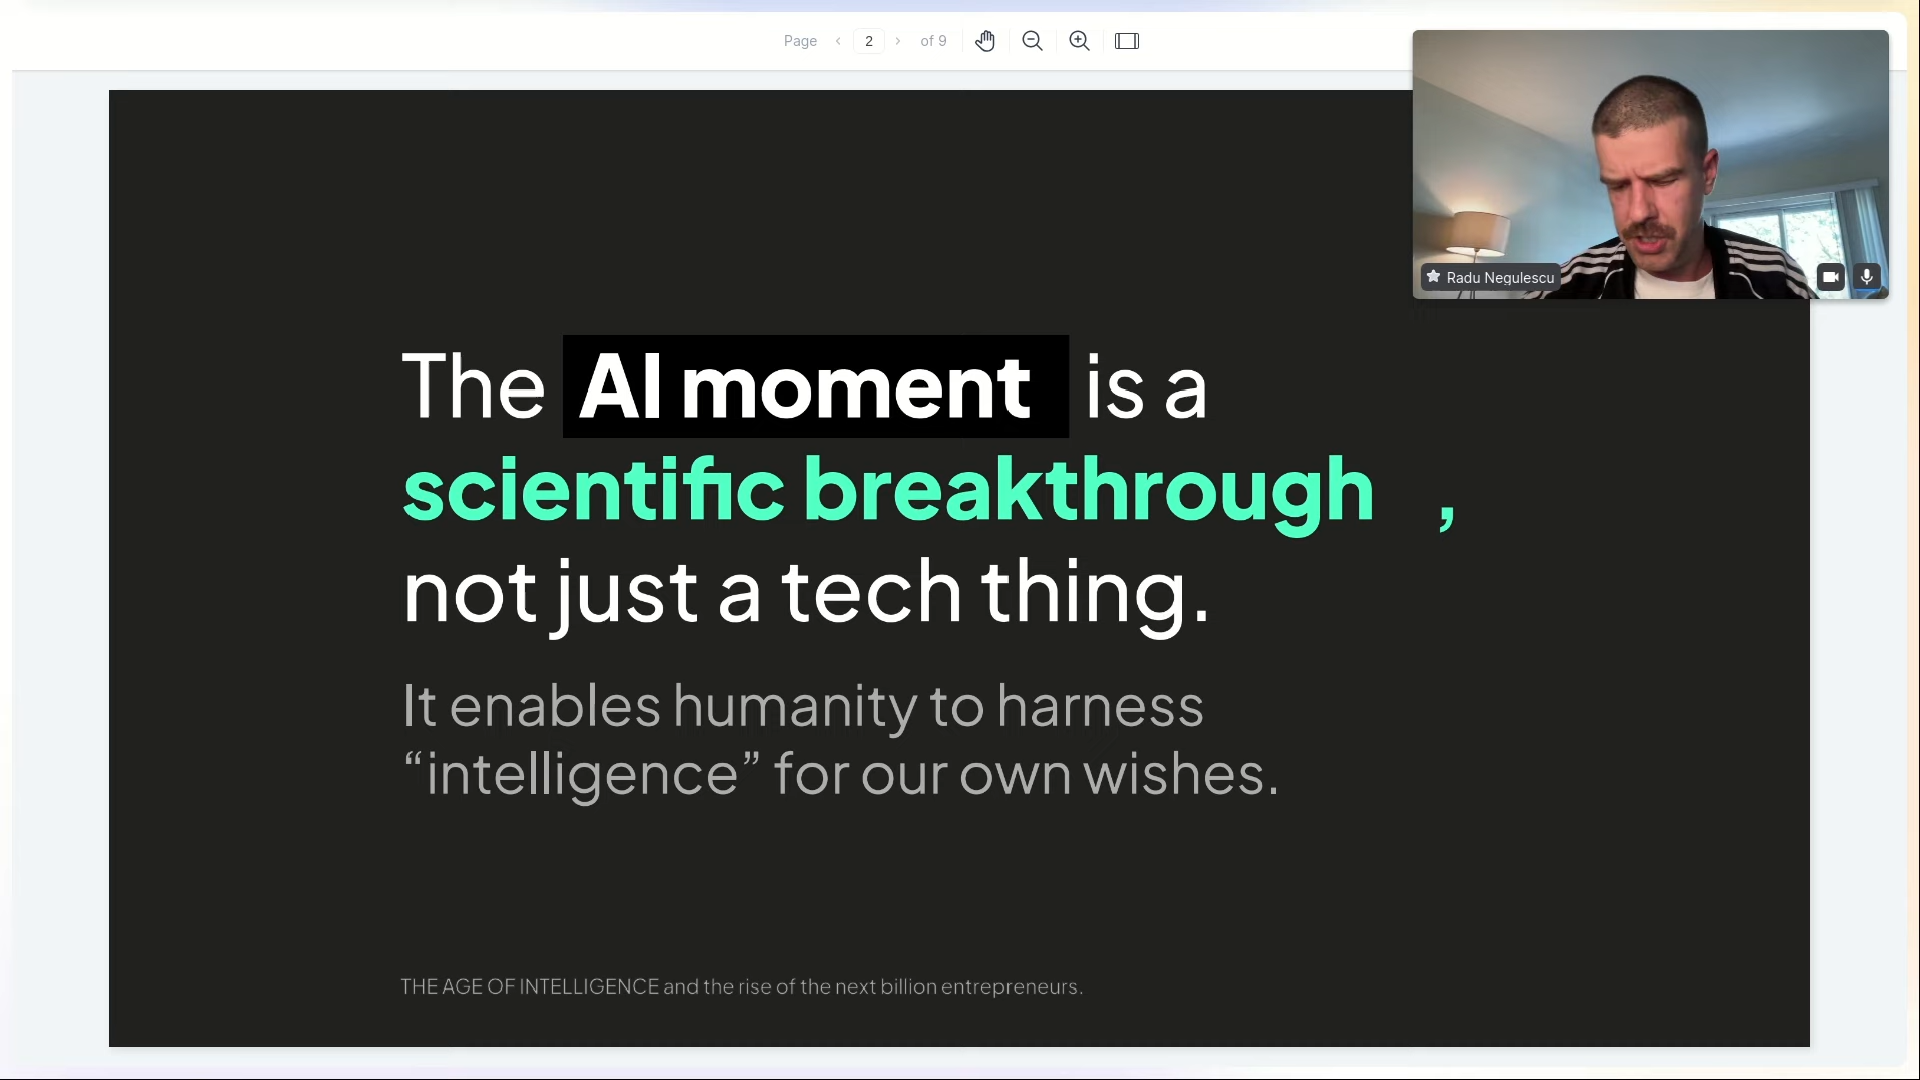 Page 2 of 9
Radu Negulescu
The AI moment is a
scientific breakthrough ,
not just a tech thing.
It enables humanity to harness
“intelligence” for our own wishes.
THE AGE OF INTELLIGENCE and the rise of the next billion entrepreneurs.